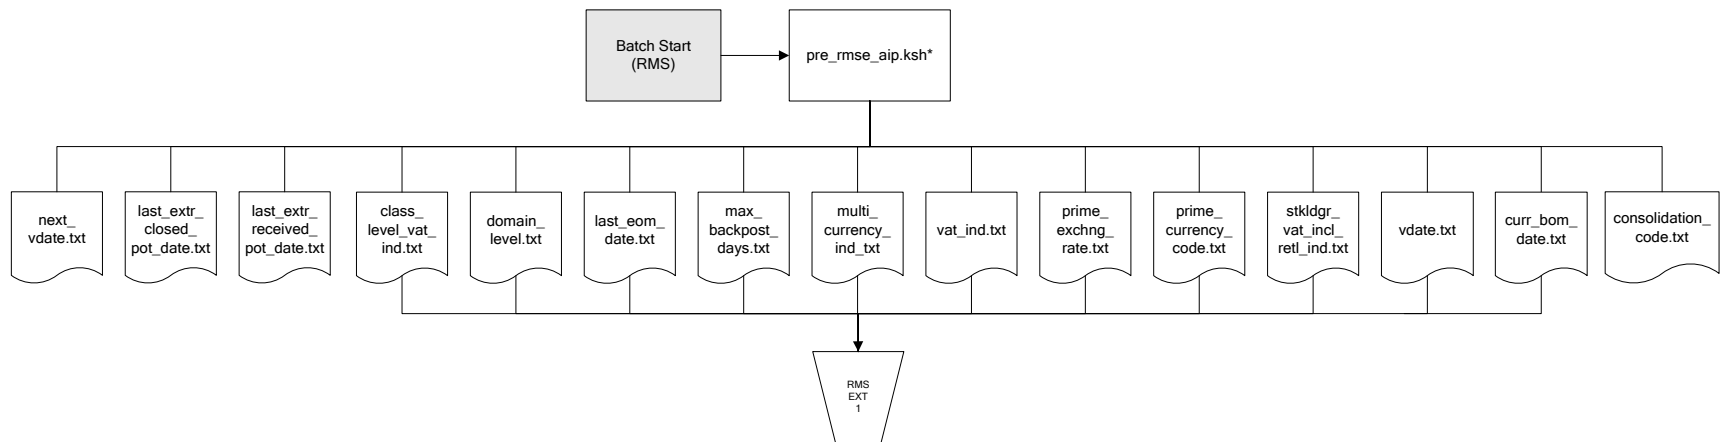 Batch Start
(RMS)
pre_rmse_aip.ksh*
next_
vdate.txt
last_extr_
closed_
pot_date.txt
last_extr_
received_
pot_date.txt
class_
level_vat_
ind.txt
domain_
level.txt
last_eom_
date.txt
max_
backpost_
days.txt
multi_
currency_
ind_txt
vat_ind.txt
prime_
exchng_
rate.txt
prime_
currency_
code.txt
stkldgr_
vat_incl_
retl_ind.txt
vdate.txt
curr_bom_
date.txt
consolidation_
code.txt
RMS
EXT
1